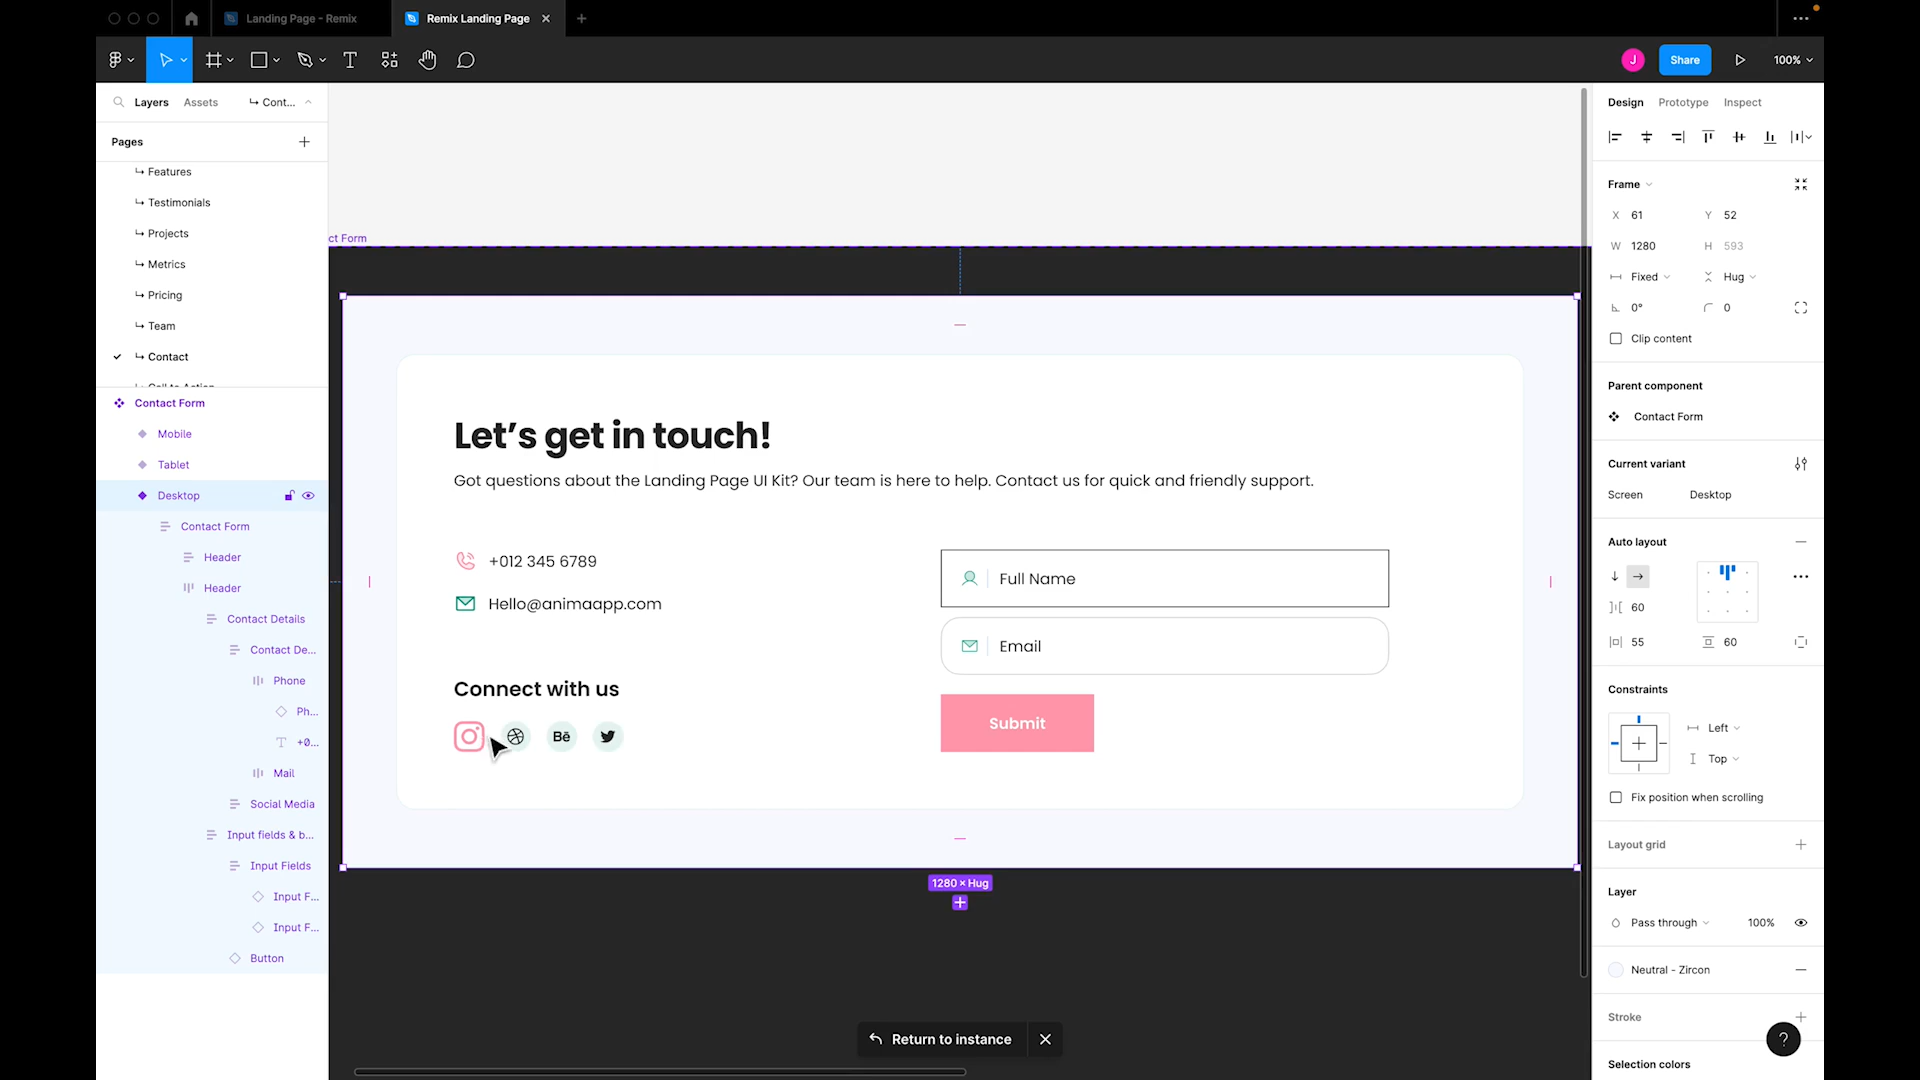 Landing Page - Remix
Remix Landing Page
J
Share
100%
Layers
Assets
↳ Cont...
Pages
↳ Features
↳ Testimonials
↳ Projects
↳ Metrics
↳ Pricing
↳ Team
↳ Contact
↳ Call to Action
Contact Form
Mobile
Tablet
Desktop
Contact Form
Header
Header
Contact Details
Contact De...
Phone
Ph...
+0...
Mail
Social Media
Input fields & b...
Input Fields
Input F...
Input F...
Button
ct Form
Let’s get in touch!
Got questions about the Landing Page UI Kit? Our team is here to help. Contact us for quick and friendly support.
+012 345 6789
Hello@animaapp.com
Connect with us
Bē
Full Name
Email
Submit
1280 × Hug
Return to instance
Design
Prototype
Inspect
Frame
X 61
Y 52
W 1280
H 593
Fixed
Hug
0°
0
Clip content
Parent component
Contact Form
Current variant
Screen
Desktop
Auto layout
60
55
60
Constraints
Left
Top
Fix position when scrolling
Layout grid
Layer
Pass through
100%
Neutral - Zircon
Stroke
?
Selection colors